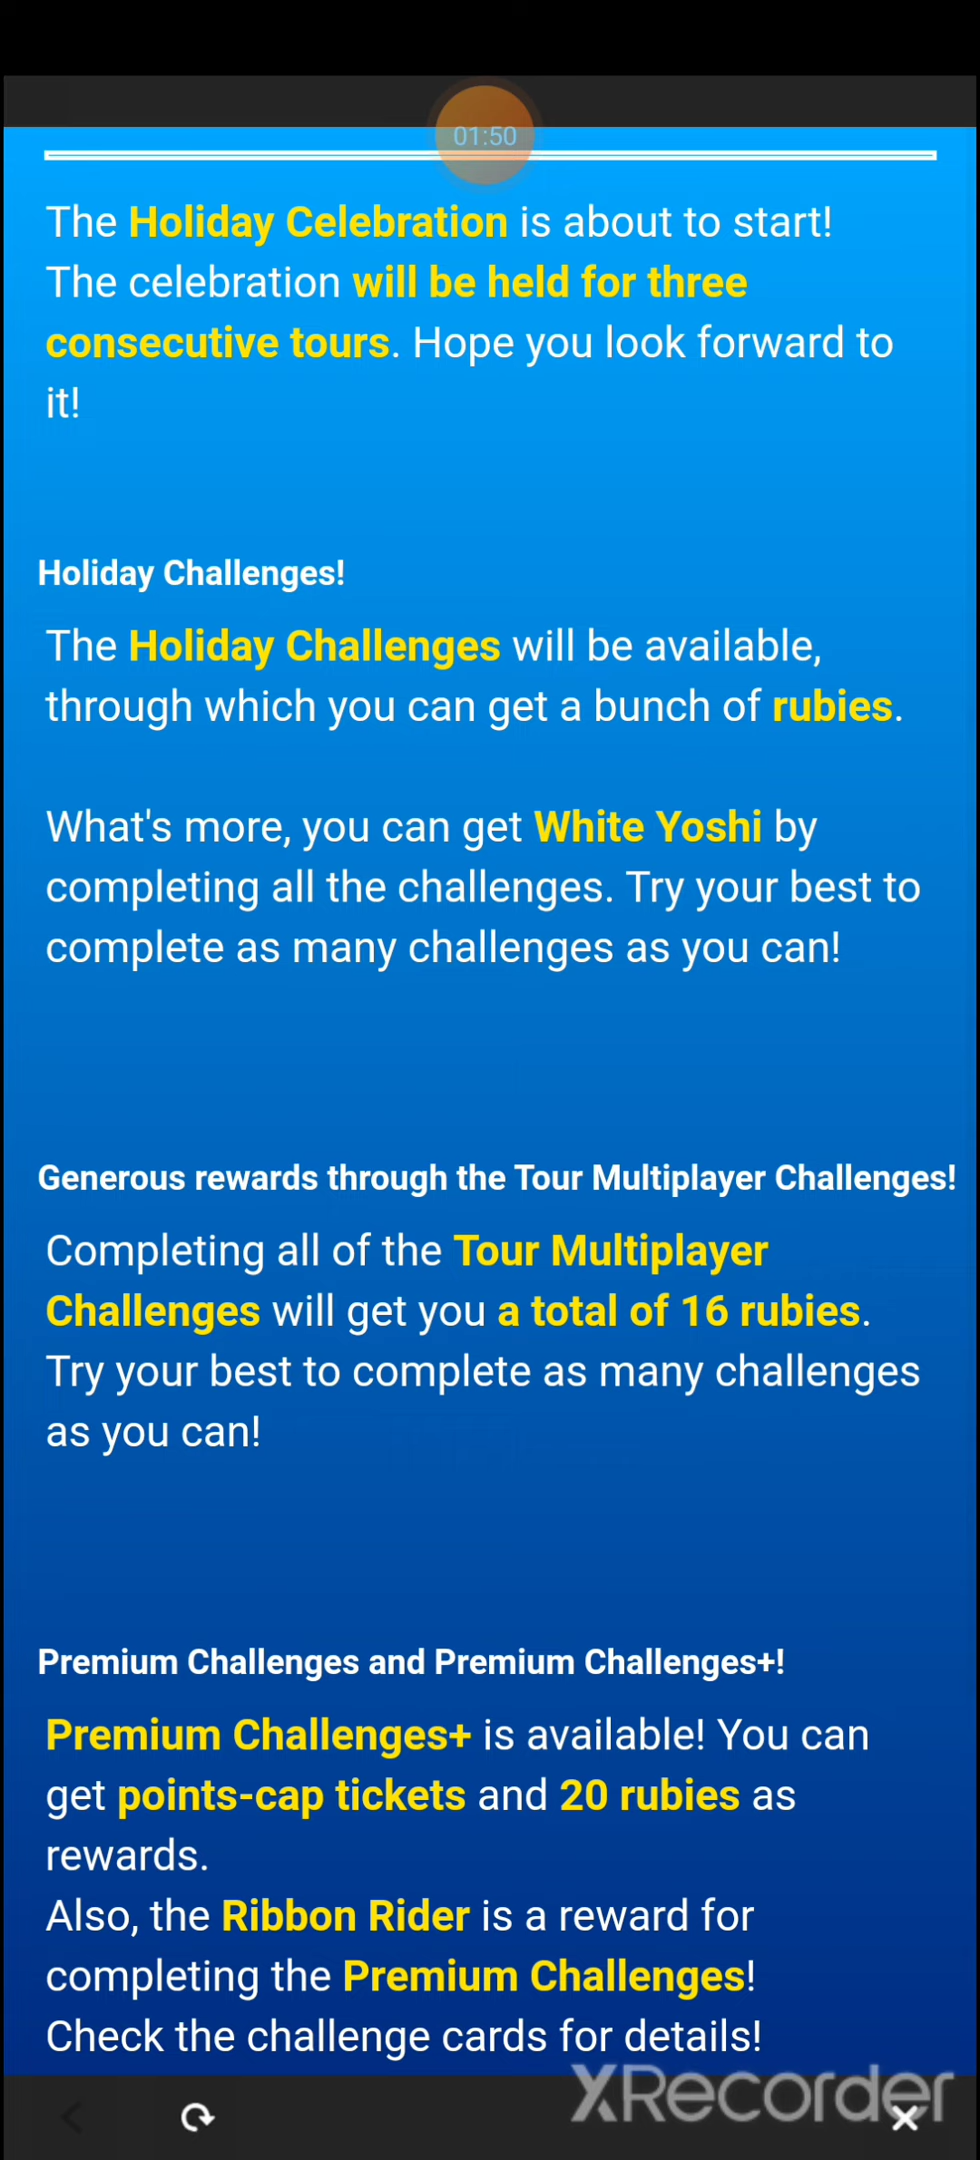 01:50
The Holiday Celebration is about to start!
The celebration will be held for three
consecutive tours. Hope you look forward to
it!
Holiday Challenges!
The Holiday Challenges will be available,
through which you can get a bunch of rubies.
What's more, you can get White Yoshi by
completing all the challenges. Try your best to
complete as many challenges as you can!
Generous rewards through the Tour Multiplayer Challenges!
Completing all of the Tour Multiplayer
Challenges will get you a total of 16 rubies.
Try your best to complete as many challenges
as you can!
Premium Challenges and Premium Challenges+!
Premium Challenges+ is available! You can
get points-cap tickets and 20 rubies as
rewards.
Also, the Ribbon Rider is a reward for
completing the Premium Challenges!
Check the challenge cards for details!
XRecorder